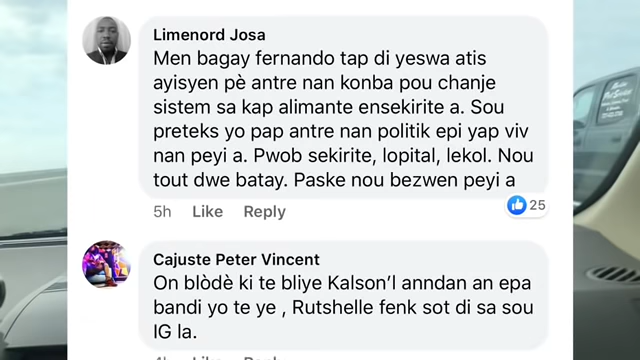 Limenord Josa
Men bagay fernando tap di yeswa atis
ayisyen pè antre nan konba pou chanje
sistem sa kap alimante ensekirite a. Sou
preteks yo pap antre nan politik epi yap viv
nan peyi a. Pwob sekirite, lopital, lekol. Nou
tout dwe batay. Paske nou bezwen peyi a
5h Like Reply
25
Cajuste Peter Vincent
On blòdè ki te bliye Kalson’l anndan an epa
bandi yo te ye , Rutshelle fenk sot di sa sou
IG la.